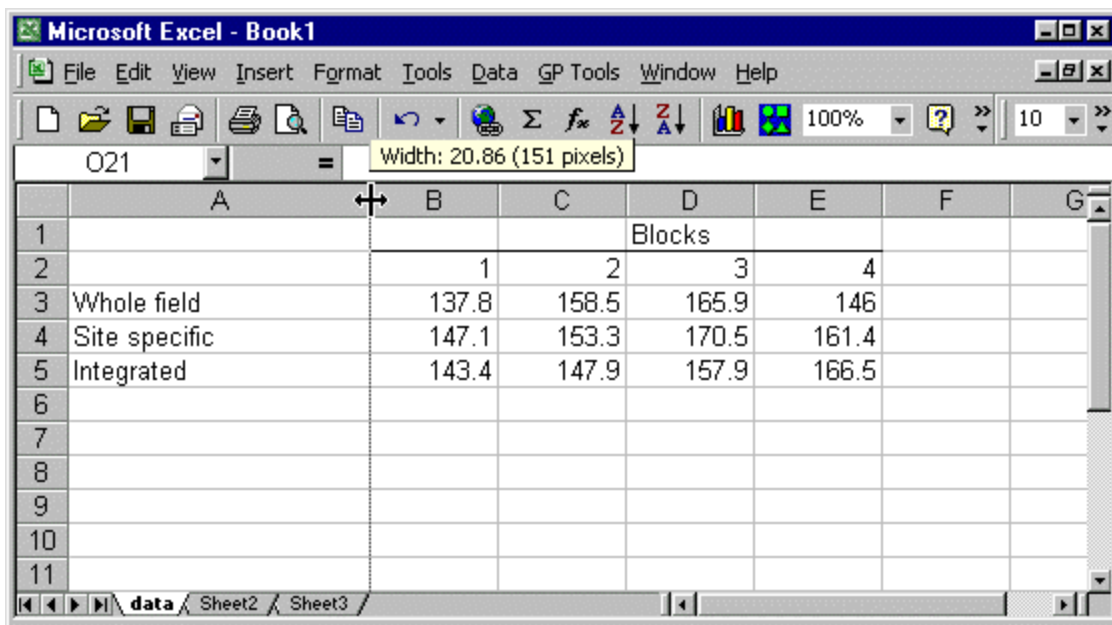 Microsoft Excel - Book1
File Edit View Insert Format Tools Data GP Tools Window Help
Σ fx A Z Z A 100% ? » 10 »
O21 = Width: 20.86 (151 pixels)
A B C D E F G
1 Blocks
2 1 2 3 4
3 Whole field 137.8 158.5 165.9 146
4 Site specific 147.1 153.3 170.5 161.4
5 Integrated 143.4 147.9 157.9 166.5
6
7
8
9
10
11
data Sheet2 Sheet3